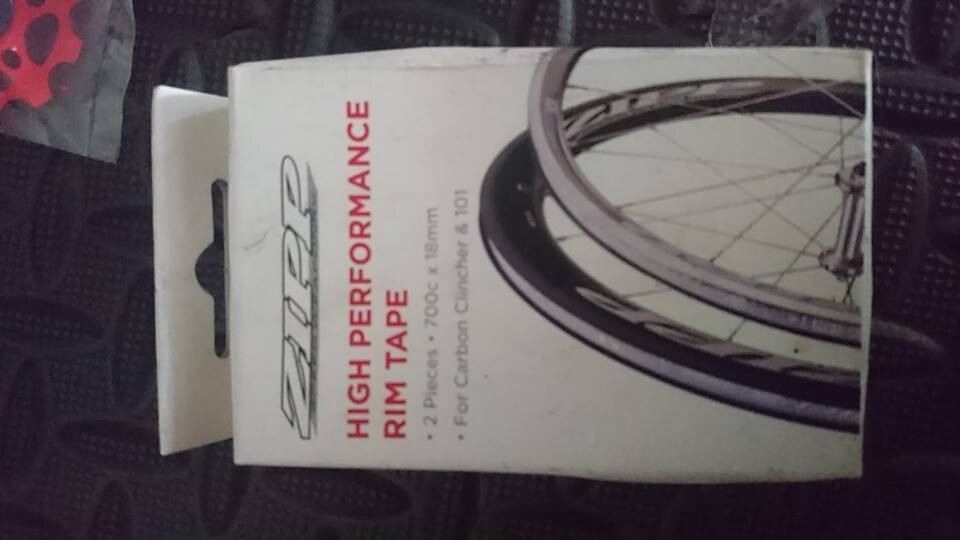 ZIPP
HIGH PERFORMANCE
RIM TAPE
• 2 Pieces • 700c x 18mm
• For Carbon Clincher & 101